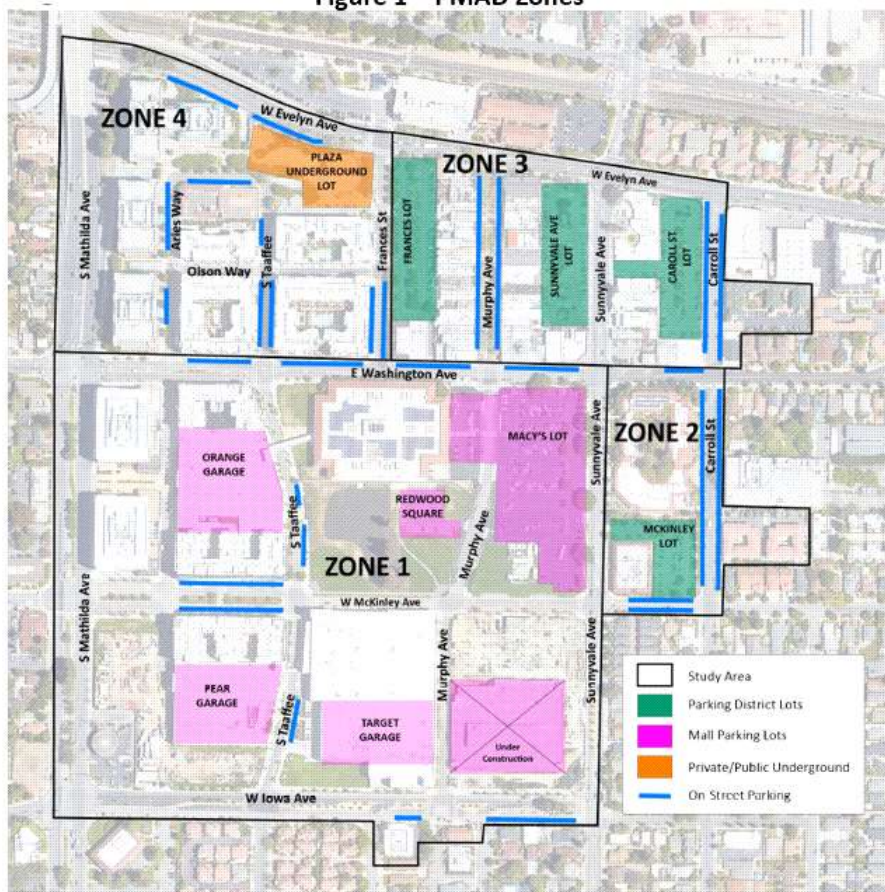 Figure 1 – PMAD Zones
ZONE 4
W Evelyn Ave
PLAZA
UNDERGROUND
LOT
ZONE 3
W Evelyn Ave
S Mathilda Ave
Aries Way
Olson Way
S Taaffee
Frances St
FRANCES LOT
Murphy Ave
SUNNYVALE AVE
LOT
Sunnyvale Ave
CAROLL ST.
LOT
Carroll St
E Washington Ave
ORANGE
GARAGE
S Taaffee
REDWOOD
SQUARE
MACY'S LOT
Murphy Ave
Sunnyvale Ave
ZONE 2
Carroll St
MCKINLEY
LOT
ZONE 1
W McKinley Ave
S Mathilda Ave
PEAR
GARAGE
S Taaffee
TARGET
GARAGE
Murphy Ave
Under
Construction
Sunnyvale Ave
W Iowa Ave
Study Area
Parking District Lots
Mall Parking Lots
Private/Public Underground
On Street Parking